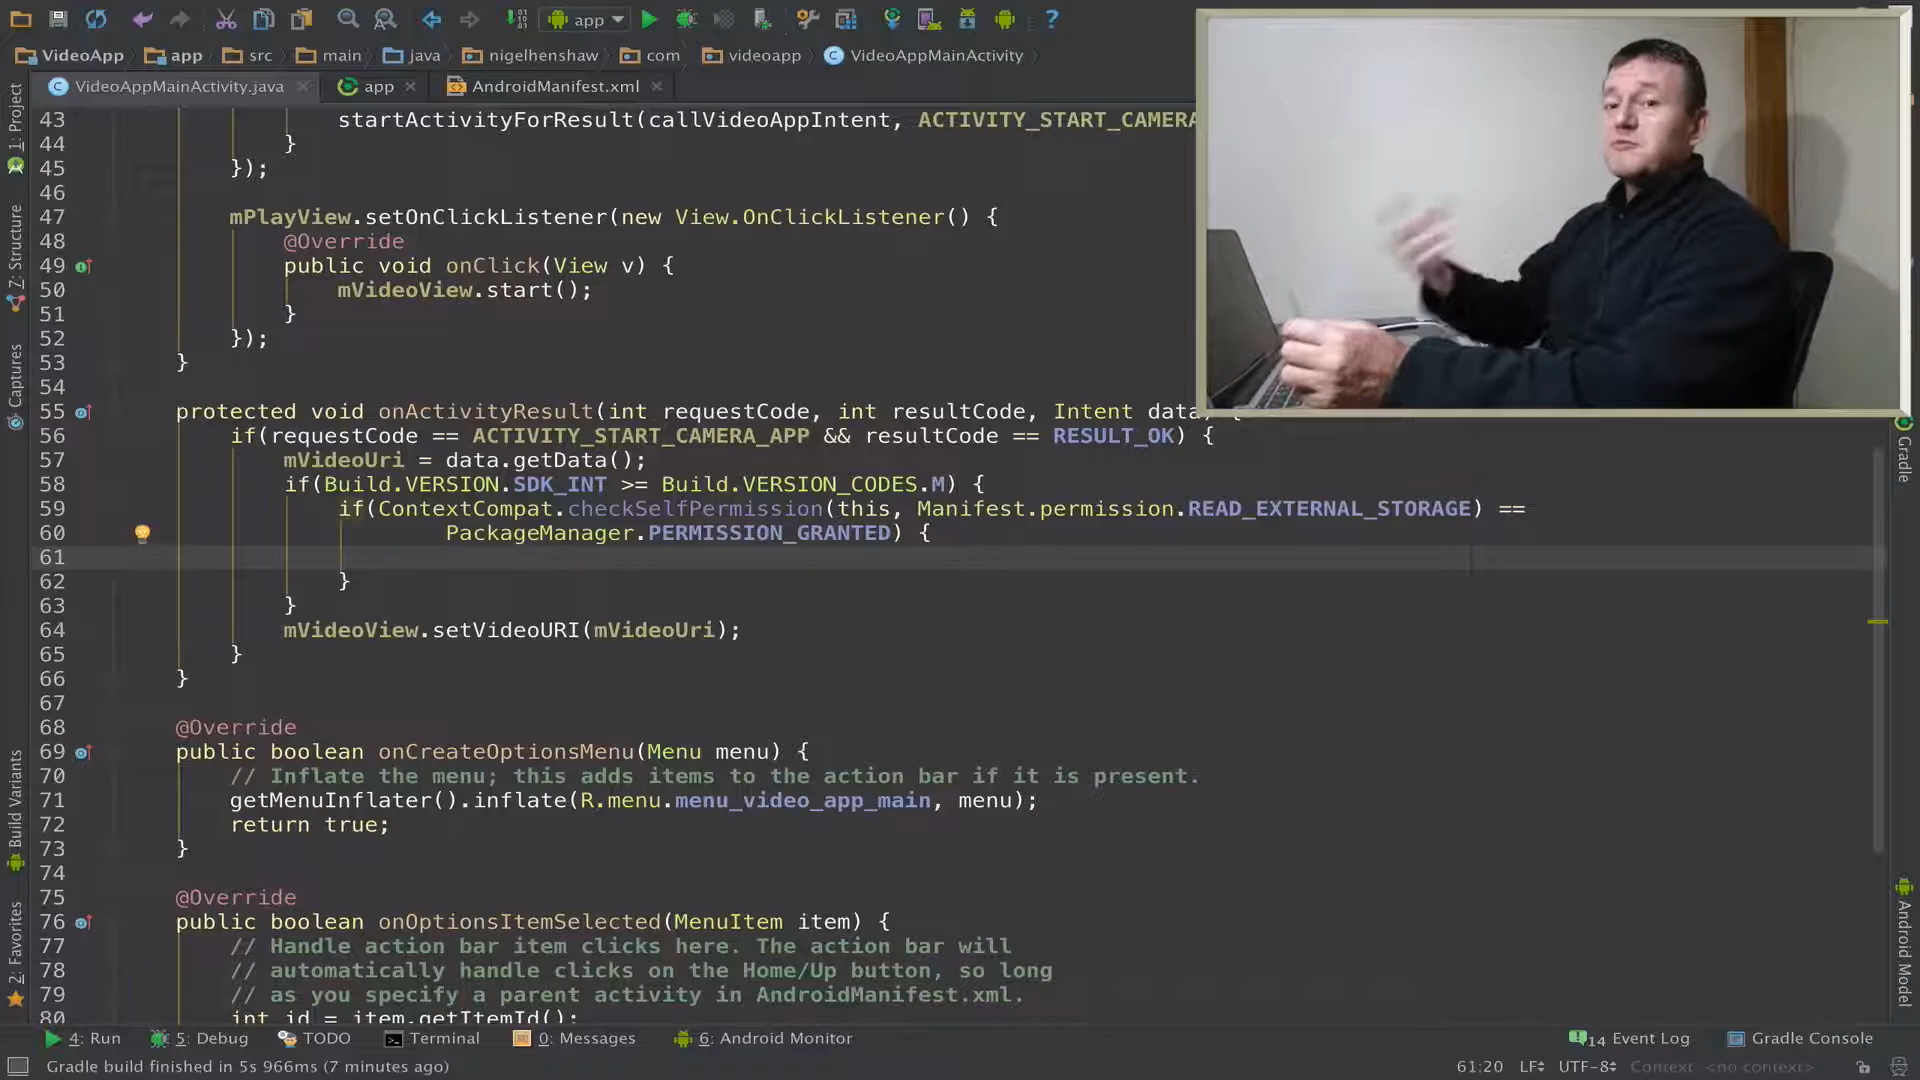 app
VideoApp app src main java nigelhenshaw com videoapp VideoAppMainActivity
VideoAppMainActivity.java app AndroidManifest.xml
1: Project
7: Structure
Captures
Build Variants
2: Favorites
43 startActivityForResult(callVideoAppIntent, ACTIVITY_START_CAMERA
44 }
45 });
46
47 mPlayView.setOnClickListener(new View.OnClickListener() {
48 @Override
49 public void onClick(View v) {
50 mVideoView.start();
51 }
52 });
53 }
54
55 protected void onActivityResult(int requestCode, int resultCode, Intent data) {
56 if(requestCode == ACTIVITY_START_CAMERA_APP && resultCode == RESULT_OK) {
57 mVideoUri = data.getData();
58 if(Build.VERSION.SDK_INT >= Build.VERSION_CODES.M) {
59 if(ContextCompat.checkSelfPermission(this, Manifest.permission.READ_EXTERNAL_STORAGE) ==
60 PackageManager.PERMISSION_GRANTED) {
61
62 }
63 }
64 mVideoView.setVideoURI(mVideoUri);
65 }
66 }
67
68 @Override
69 public boolean onCreateOptionsMenu(Menu menu) {
70 // Inflate the menu; this adds items to the action bar if it is present.
71 getMenuInflater().inflate(R.menu.menu_video_app_main, menu);
72 return true;
73 }
74
75 @Override
76 public boolean onOptionsItemSelected(MenuItem item) {
77 // Handle action bar item clicks here. The action bar will
78 // automatically handle clicks on the Home/Up button, so long
79 // as you specify a parent activity in AndroidManifest.xml.
80 int id = item.getItemId();
Gradle
Android Model
4: Run 5: Debug TODO Terminal 0: Messages 6: Android Monitor 14 Event Log Gradle Console
Gradle build finished in 5s 966ms (7 minutes ago) 61:20 LF UTF-8 Context: <no context>